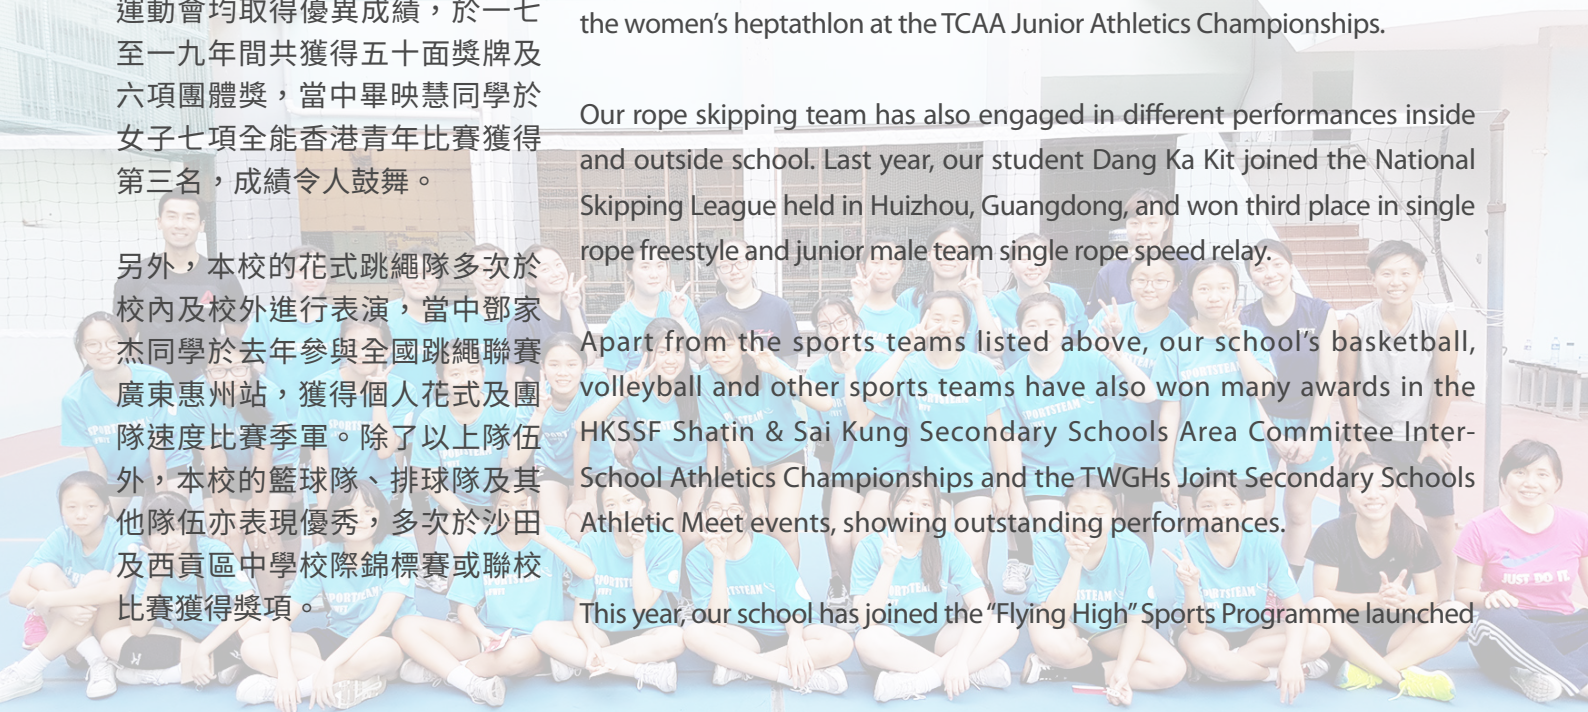 運動會均取得優異成績，於一七
至一九年間共獲得五十面獎牌及
六項團體獎，當中畢映慧同學於
女子七項全能香港青年比賽獲得
第三名，成績令人鼓舞。
另外，本校的花式跳繩隊多次於
校內及校外進行表演，當中鄧家
杰同學於去年參與全國跳繩聯賽
廣東惠州站，獲得個人花式及團
隊速度比賽季軍。除了以上隊伍
外，本校的籃球隊、排球隊及其
他隊伍亦表現優秀，多次於沙田
及西貢區中學校際錦標賽或聯校
比賽獲得獎項。
the women’s heptathlon at the TCAA Junior Athletics Championships.
Our rope skipping team has also engaged in different performances inside
and outside school. Last year, our student Dang Ka Kit joined the National
Skipping League held in Huizhou, Guangdong, and won third place in single
rope freestyle and junior male team single rope speed relay.
Apart from the sports teams listed above, our school’s basketball,
volleyball and other sports teams have also won many awards in the
HKSSF Shatin & Sai Kung Secondary Schools Area Committee Inter-
School Athletics Championships and the TWGHs Joint Secondary Schools
Athletic Meet events, showing outstanding performances.
This year, our school has joined the “Flying High” Sports Programme launched
JUST DO IT.